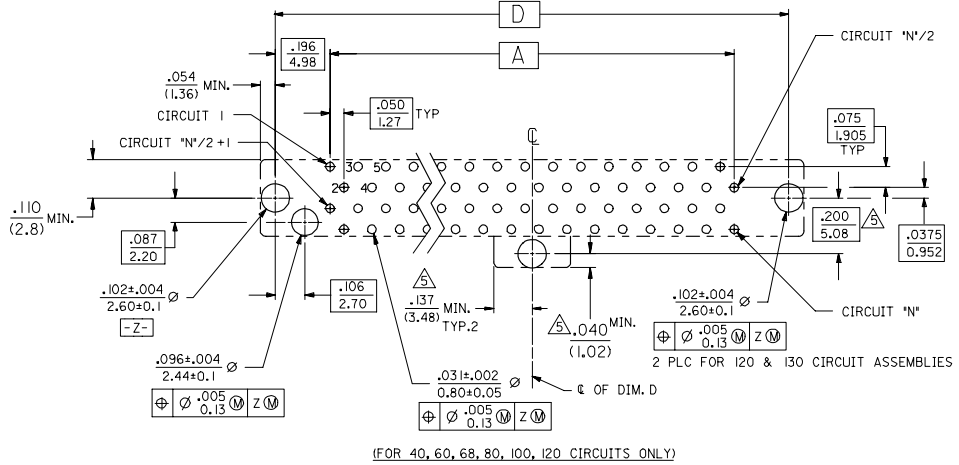 D
CIRCUIT "N"/2
.196
4.98
A
.054
(1.36) MIN.
.050
1.27 TYP
.075
1.905
TYP
CIRCUIT 1
℄
CIRCUIT "N"/2 +1
3 5
2 4
.110
(2.8) MIN.
.200
5.08
5
.0375
0.952
.087
2.20
.106
2.70
5
.137
(3.48) MIN.
TYP.2
.102±.004
2.60±0.1 Ø
-Z-
.102±.004
2.60±0.1 Ø
CIRCUIT "N"
5
.040 MIN.
(1.02)
⌖ Ø .005
0.13 Ⓜ Z Ⓜ
2 PLC FOR 120 & 130 CIRCUIT ASSEMBLIES
.096±.004
2.44±0.1 Ø
.031±.002
0.80±0.05 Ø
℄ OF DIM. D
⌖ Ø .005
0.13 Ⓜ Z Ⓜ
⌖ Ø .005
0.13 Ⓜ Z Ⓜ
(FOR 40, 60, 68, 80, 100, 120 CIRCUITS ONLY)